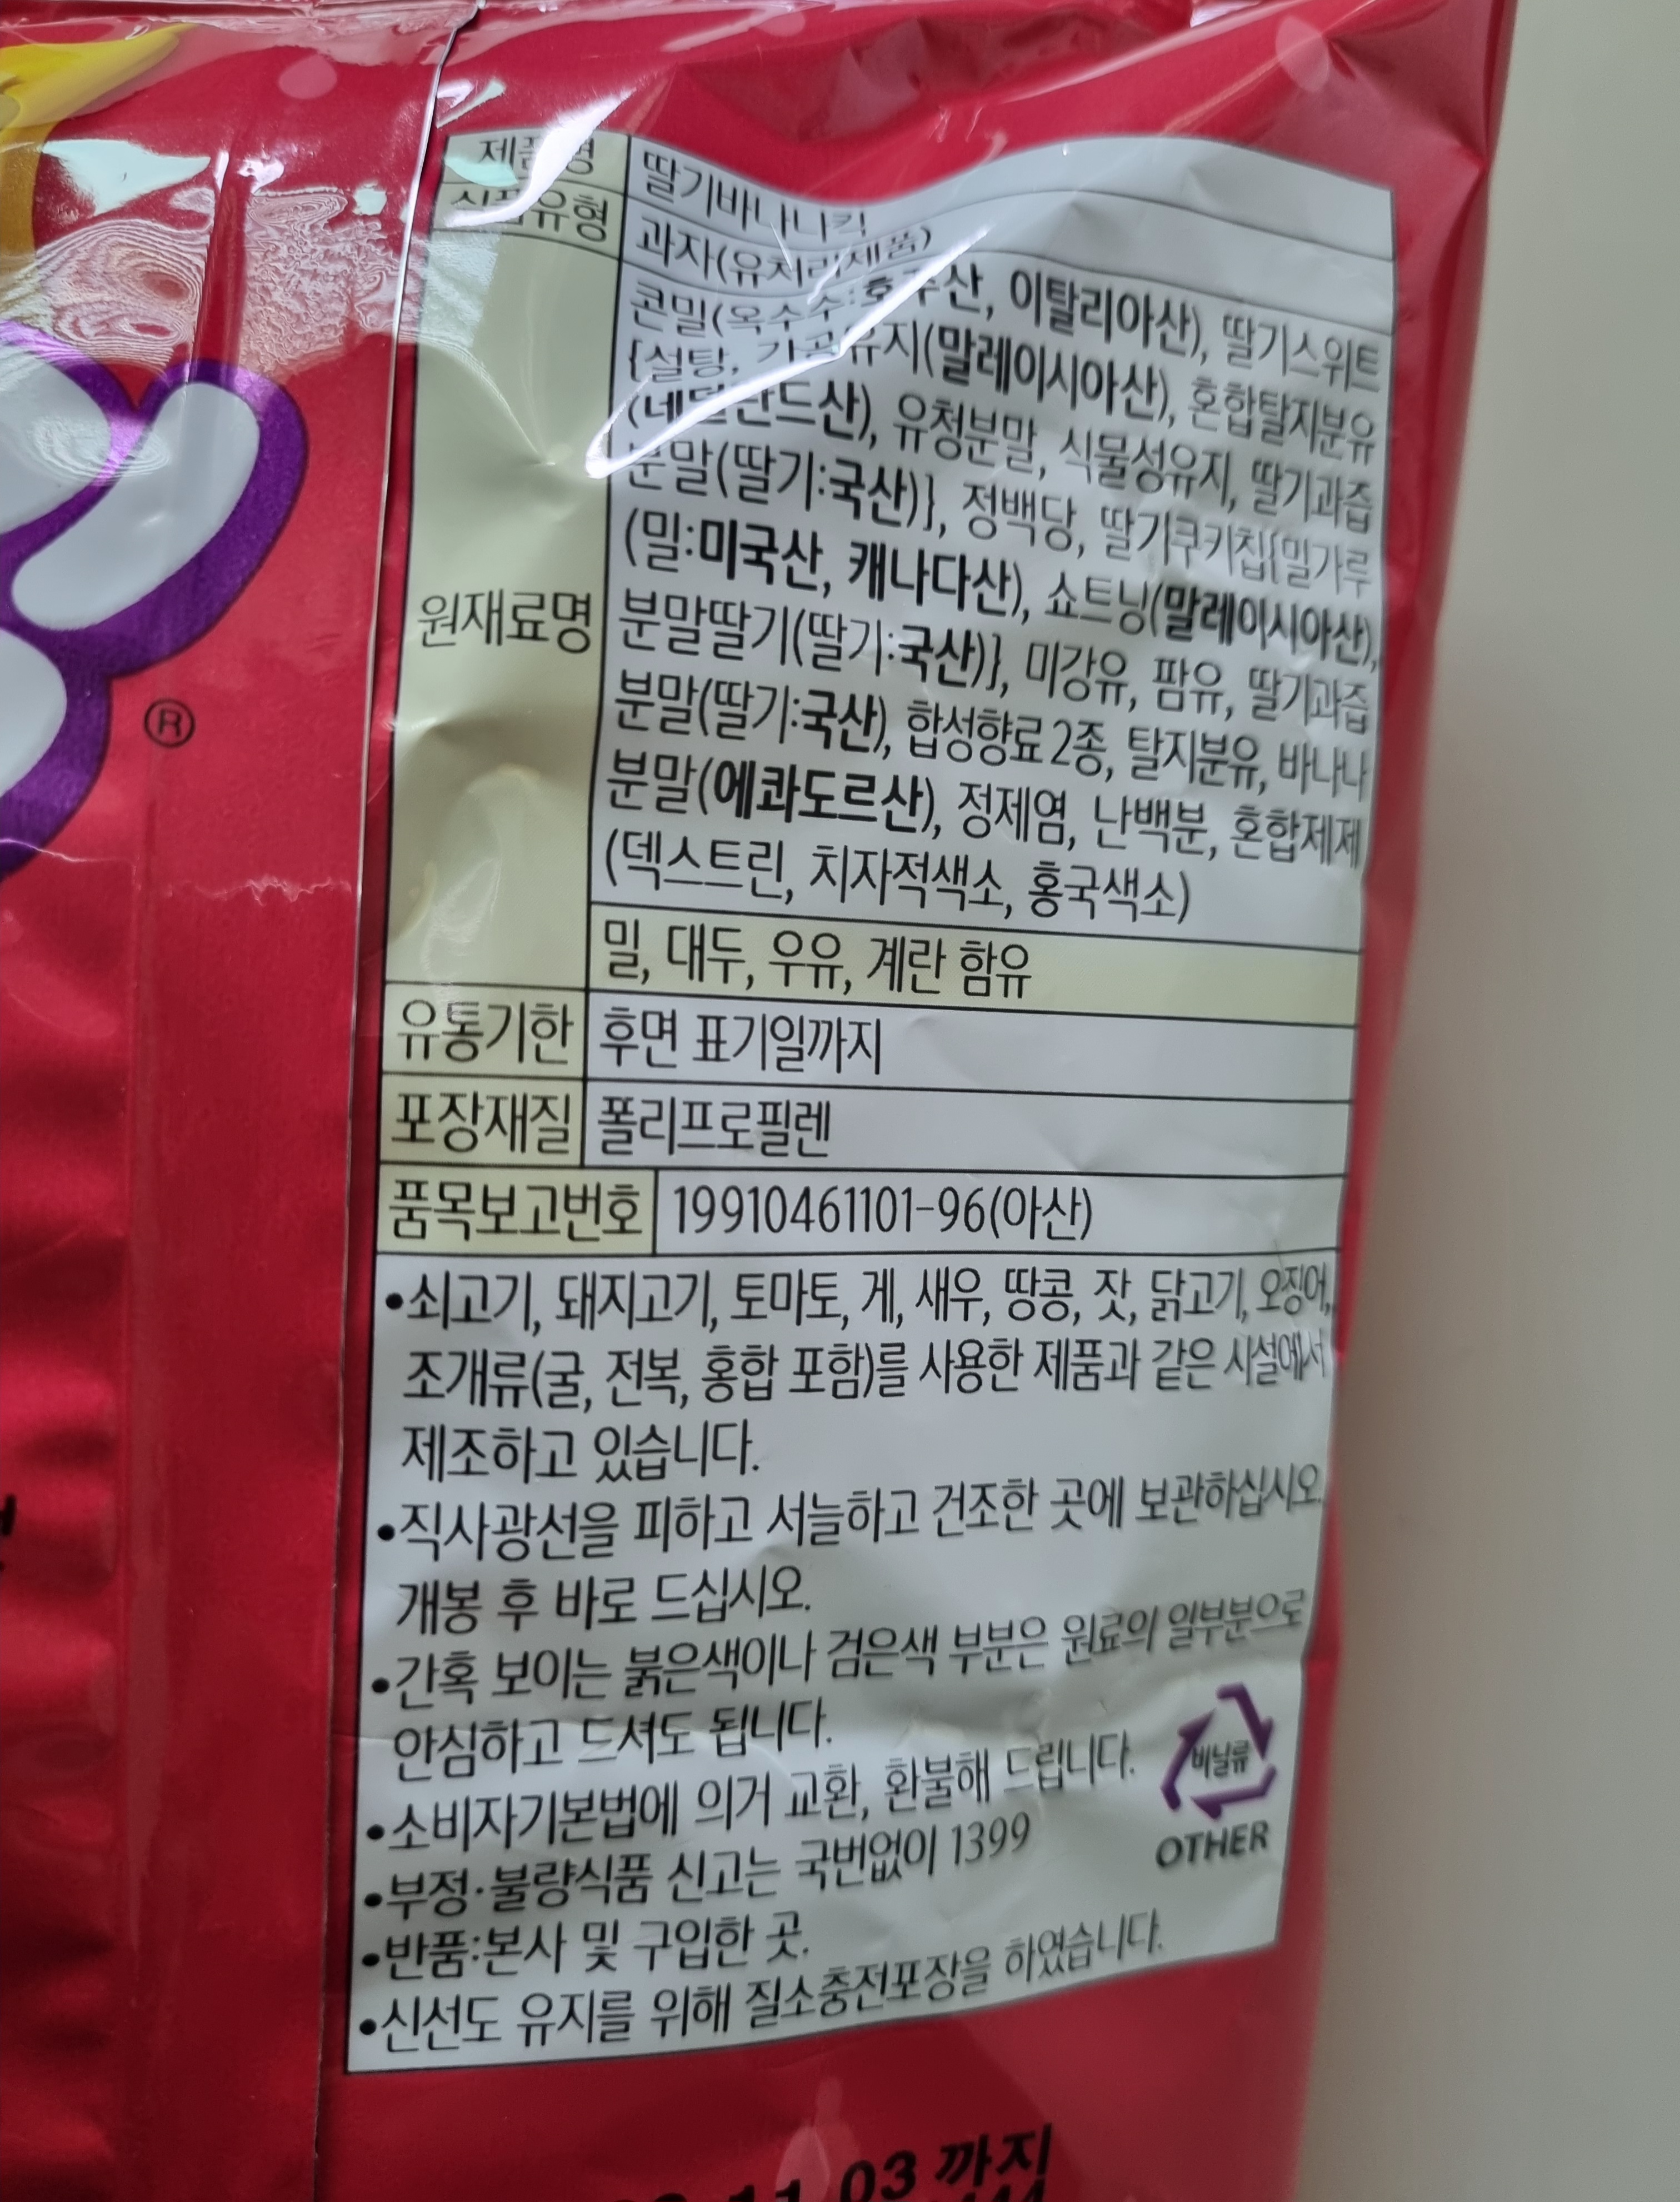 제품명 딸기바나나킥
식품유형 과자(유처리제품)
콘밀(옥수수:호주산, 이탈리아산), 딸기스위트
{설탕, 가공유지(말레이시아산), 혼합탈지분유
(네덜란드산), 유청분말, 식물성유지, 딸기과즙
분말(딸기:국산)}, 정백당, 딸기쿠키칩{밀가루
(밀:미국산, 캐나다산), 쇼트닝(말레이시아산),
원재료명 분말딸기(딸기:국산)}, 미강유, 팜유, 딸기과즙
분말(딸기:국산), 합성향료2종, 탈지분유, 바나나
분말(에콰도르산), 정제염, 난백분, 혼합제제
(덱스트린, 치자적색소, 홍국색소)
밀, 대두, 우유, 계란 함유
유통기한 후면 표기일까지
포장재질 폴리프로필렌
품목보고번호 19910461101-96(아산)
•쇠고기, 돼지고기, 토마토, 게, 새우, 땅콩, 잣, 닭고기, 오징어,
조개류(굴, 전복, 홍합 포함)를 사용한 제품과 같은 시설에서
제조하고 있습니다.
•직사광선을 피하고 서늘하고 건조한 곳에 보관하십시오.
개봉 후 바로 드십시오.
•간혹 보이는 붉은색이나 검은색 부분은 원료의 일부분으로
안심하고 드셔도 됩니다.
•소비자기본법에 의거 교환, 환불해 드립니다.
비닐류
OTHER
•부정·불량식품 신고는 국번없이 1399
•반품:본사 및 구입한 곳.
•신선도 유지를 위해 질소충전포장을 하였습니다.
®
11.03 까지